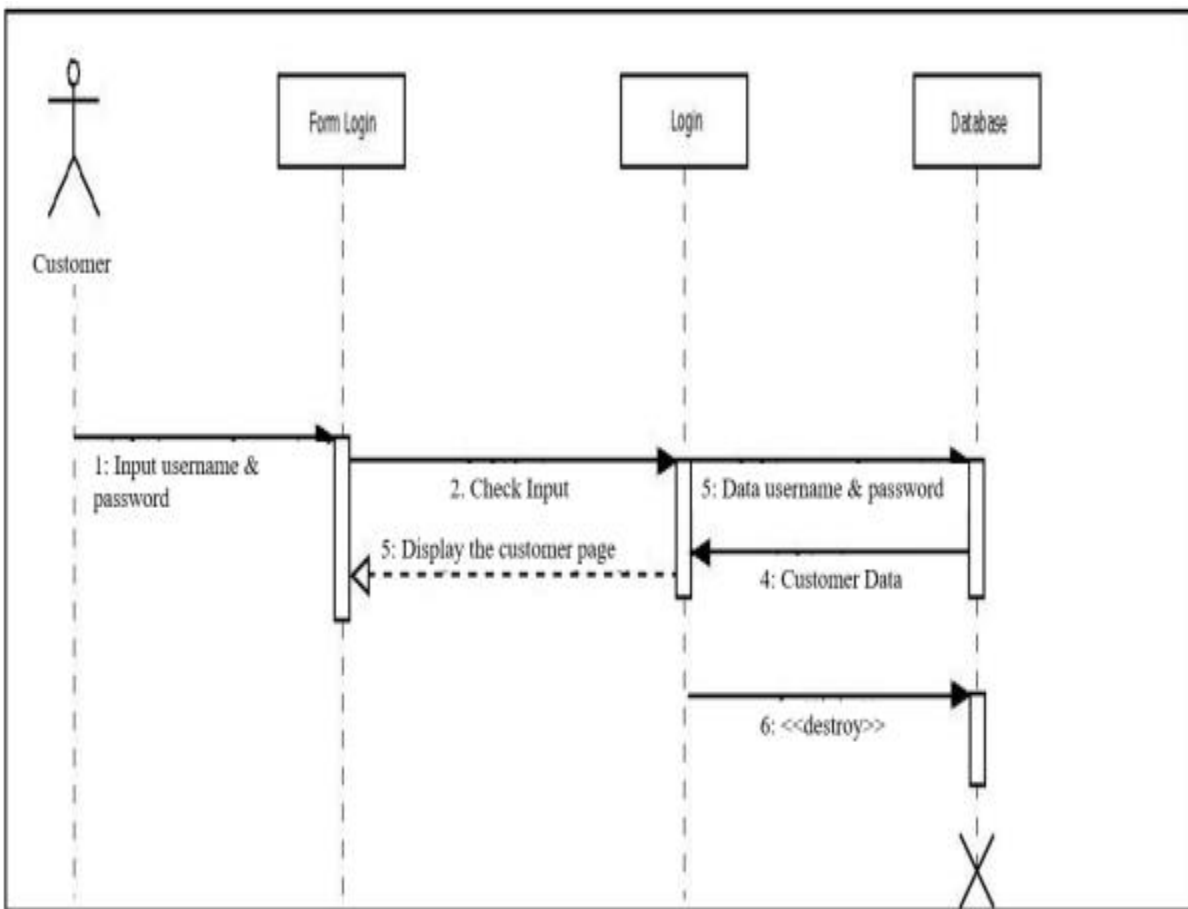 Form Login
Login
Database
Customer
1: Input username &
password
2. Check Input
5: Data username & password
5: Display the customer page
4: Customer Data
6: <<destroy>>